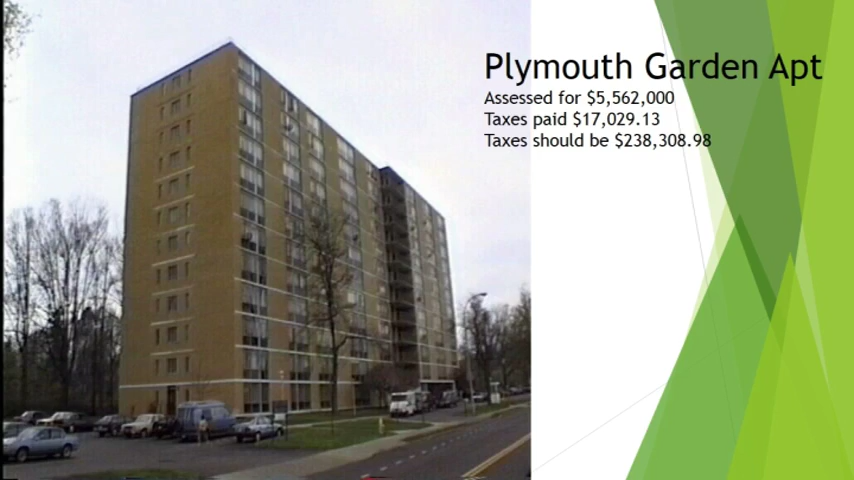 Plymouth Garden Apt
Assessed for $5,562,000
Taxes paid $17,029.13
Taxes should be $238,308.98